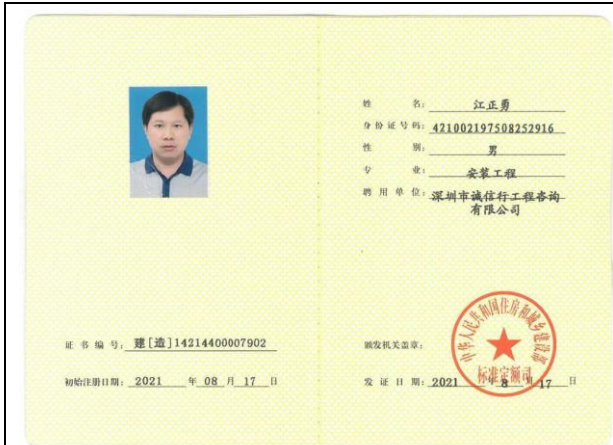 姓 名: 江正勇
身份证号码: 421002197508252916
性 别: 男
专 业: 安装工程
聘用单位: 深圳市诚信行工程咨询
有限公司
证书编号: 建[造]14214400007902
初始注册日期: 2021 年 08 月 17 日
颁发机关盖章:
中华人民共和国住房和城乡建设部
标准定额司
发证日期: 2021 年 8 月 17 日